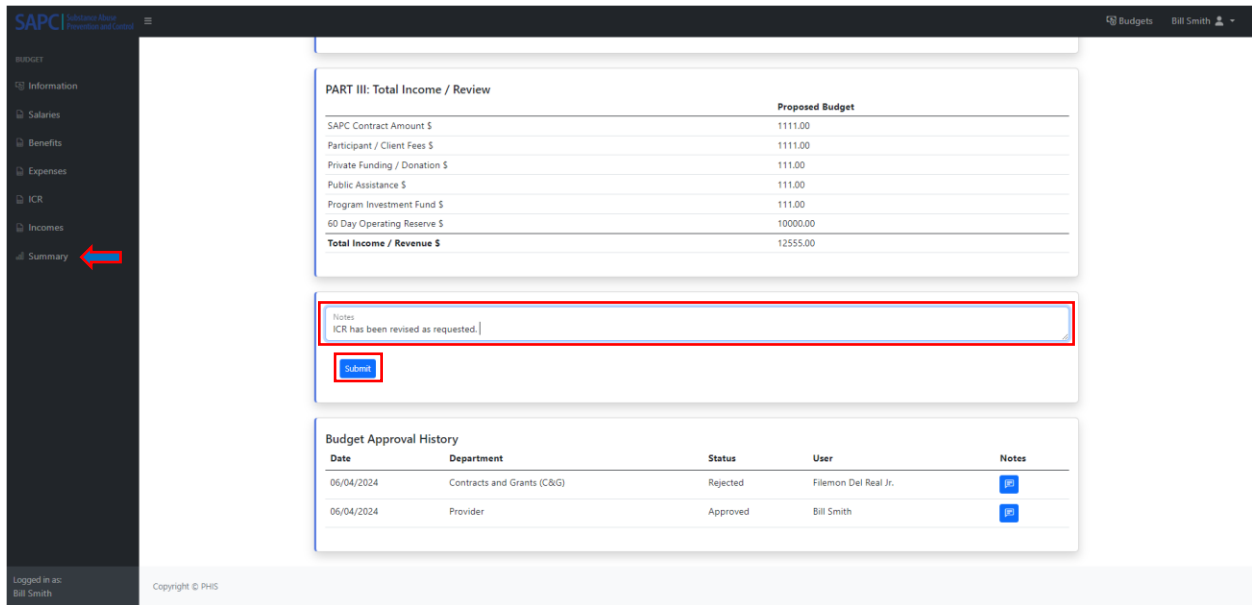 SAPC Substance Abuse
Prevention and Control
Budgets Bill Smith
BUDGET
Information
Salaries
Benefits
Expenses
ICR
Incomes
Summary
PART III: Total Income / Review
Proposed Budget
SAPC Contract Amount $ 1111.00
Participant / Client Fees $ 1111.00
Private Funding / Donation $ 111.00
Public Assistance $ 111.00
Program Investment Fund $ 111.00
60 Day Operating Reserve $ 10000.00
Total Income / Revenue $ 12555.00
Notes
ICR has been revised as requested.
Submit
Budget Approval History
Date Department Status User Notes
06/04/2024 Contracts and Grants (C&G) Rejected Filemon Del Real Jr.
06/04/2024 Provider Approved Bill Smith
Logged in as:
Bill Smith
Copyright © PHIS